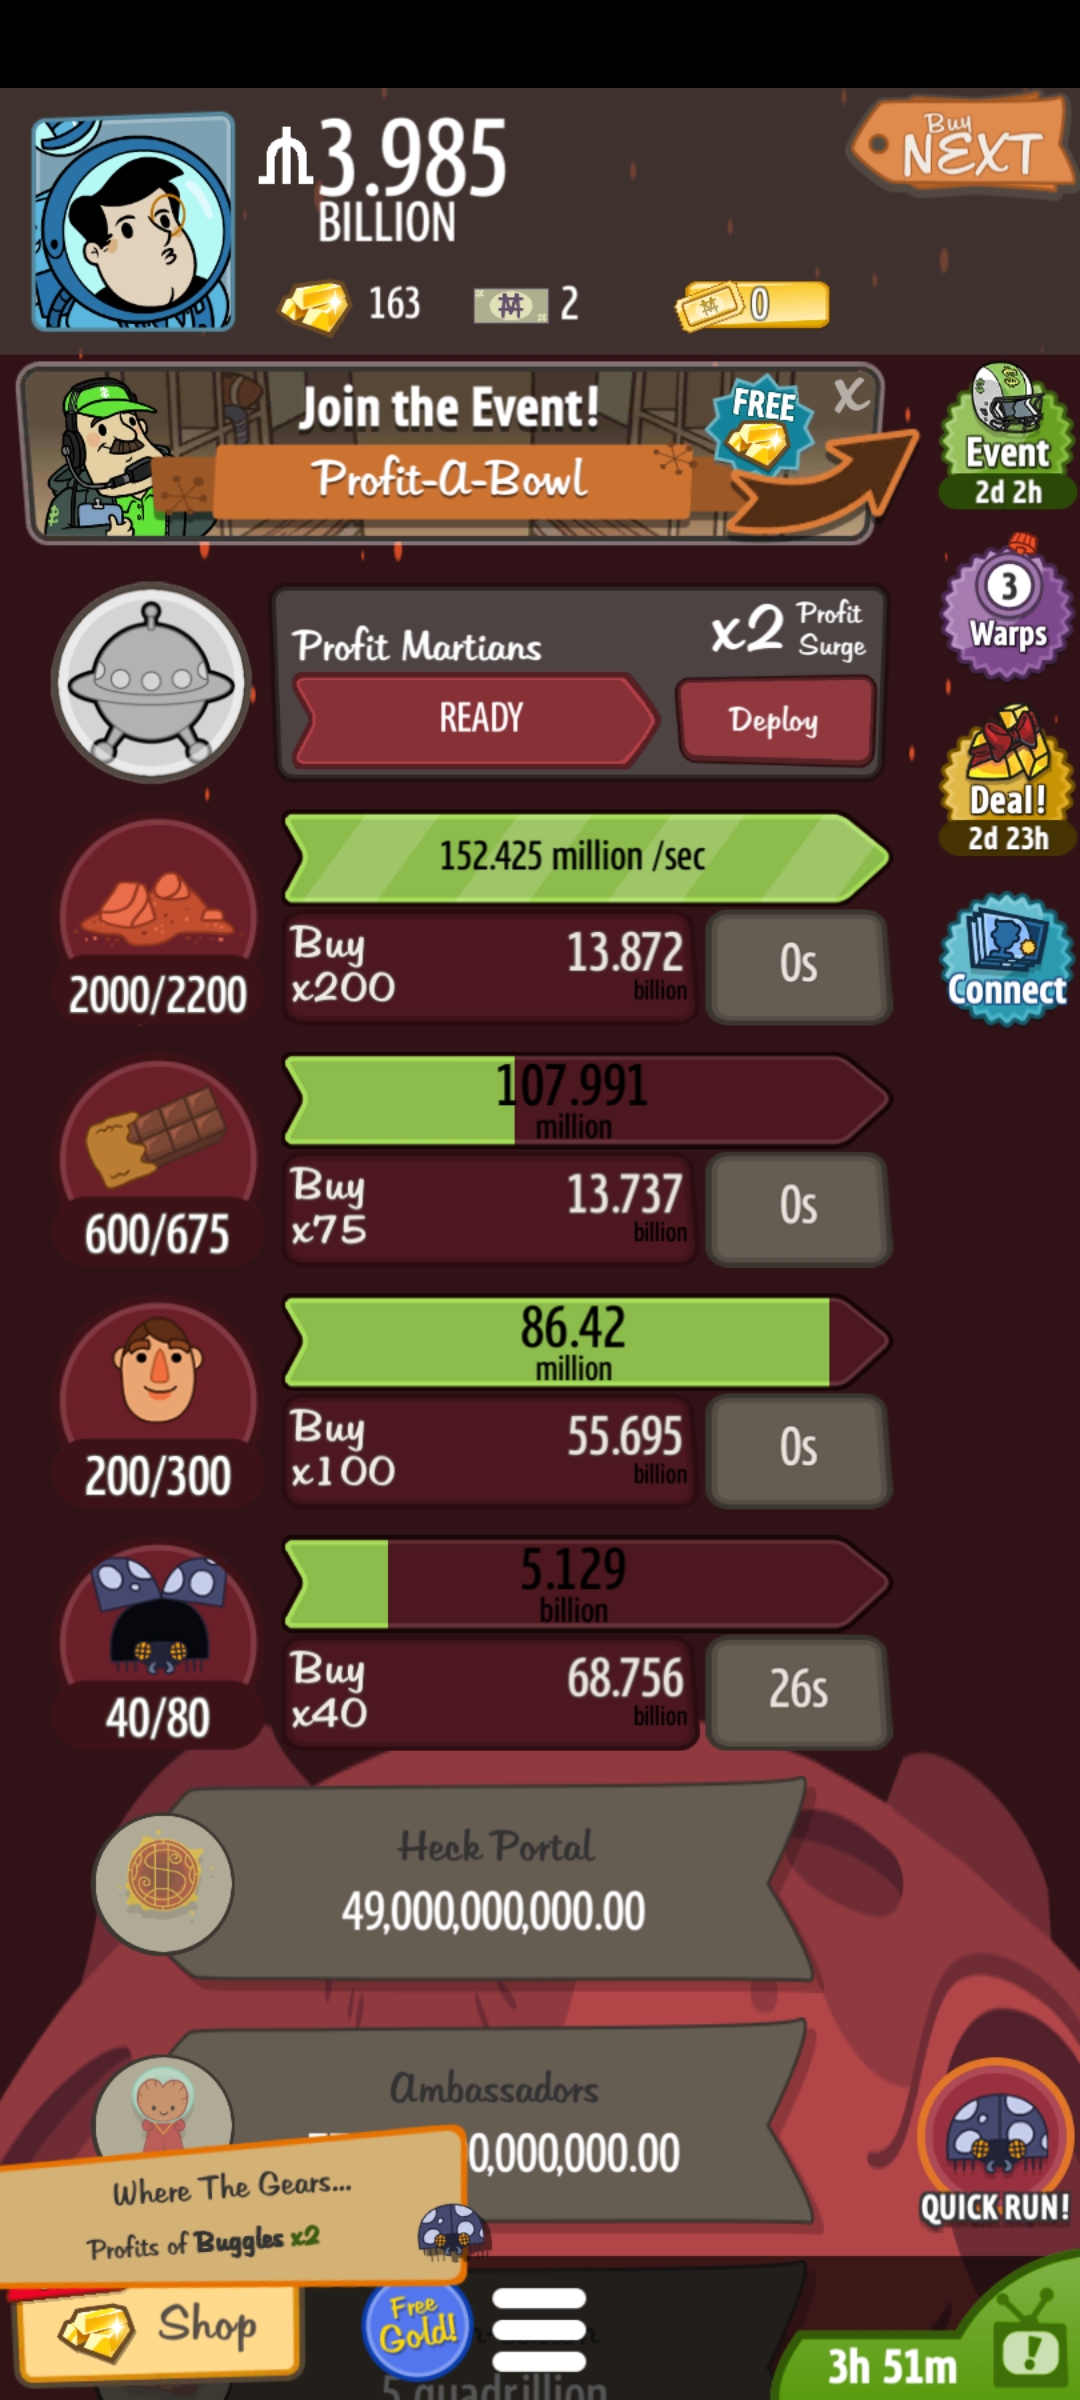 3.985
BILLION
Buy
NEXT
163
2
0
Join the Event!
Profit-A-Bowl
FREE
X
Event
2d 2h
3
Warps
Deal!
2d 23h
Connect
Profit Martians
x2 Profit Surge
READY
Deploy
152.425 million /sec
Buy x200
13.872 billion
0s
2000/2200
107.991 million
Buy x75
13.737 billion
0s
600/675
86.42 million
Buy x100
55.695 billion
0s
200/300
5.129 billion
Buy x40
68.756 billion
26s
40/80
Heck Portal
49,000,000,000.00
Ambassadors
0,000,000.00
Where The Gears...
Profits of Buggles x2
QUICK RUN!
Shop
Free Gold!
5 quadrillion
3h 51m